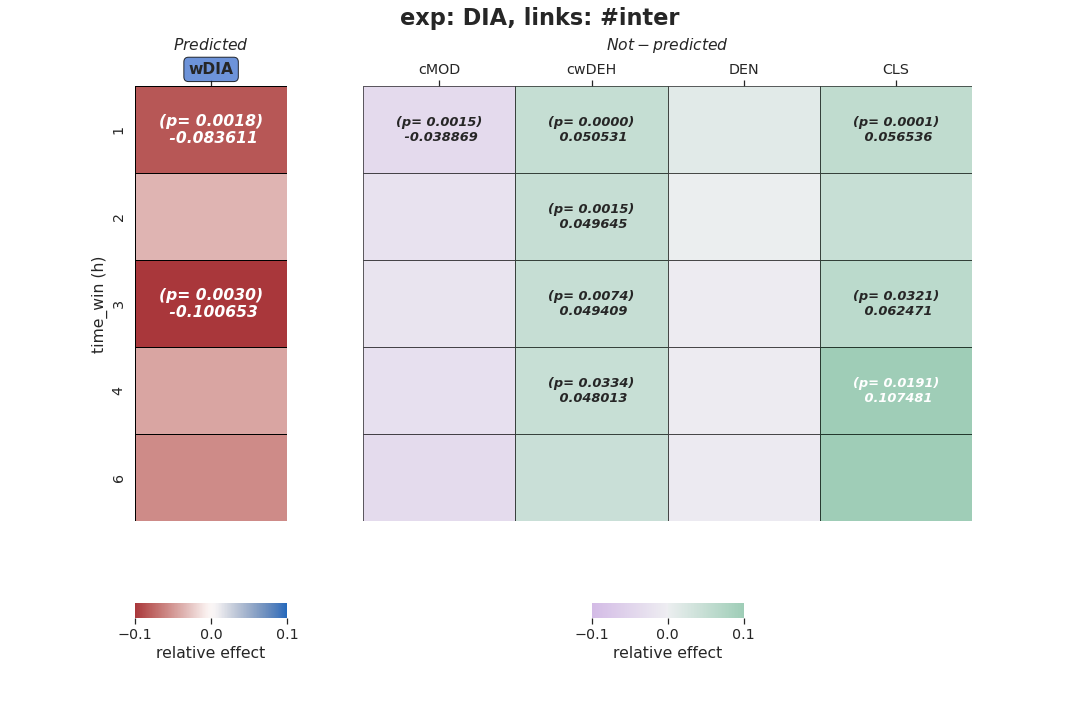 exp: DIA, links: #inter
Predicted
Not − predicted
wDIA
cMOD
cwDEH
DEN
CLS
time_win (h)
1
(p= 0.0018)
-0.083611
(p= 0.0015)
-0.038869
(p= 0.0000)
0.050531
(p= 0.0001)
0.056536
2
(p= 0.0015)
0.049645
3
(p= 0.0030)
-0.100653
(p= 0.0074)
0.049409
(p= 0.0321)
0.062471
4
(p= 0.0334)
0.048013
(p= 0.0191)
0.107481
6
−0.1 0.0 0.1
relative effect
−0.1 0.0 0.1
relative effect